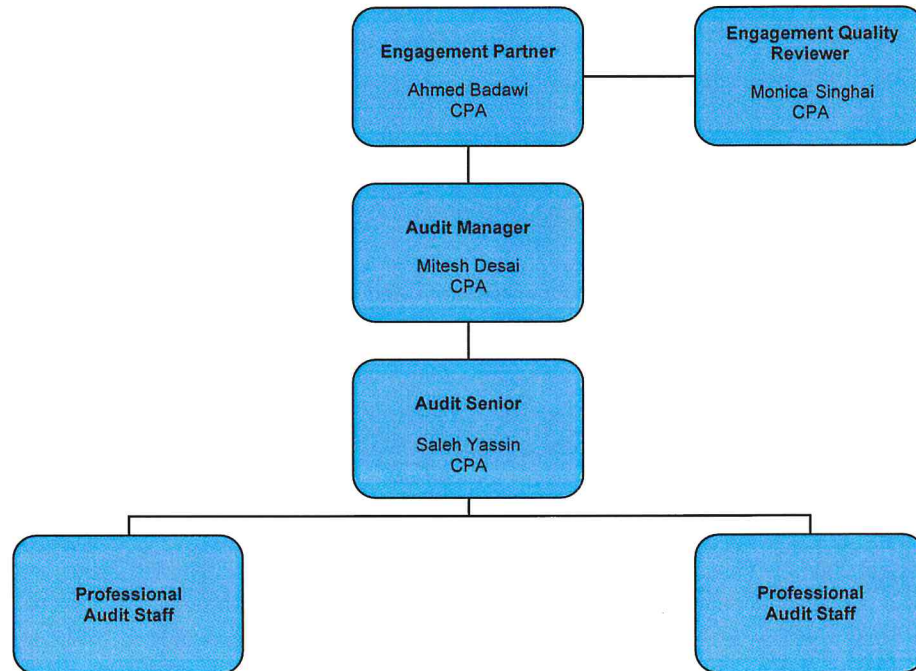 Engagement Partner
Ahmed Badawi
CPA
Engagement Quality
Reviewer
Monica Singhai
CPA
Audit Manager
Mitesh Desai
CPA
Audit Senior
Saleh Yassin
CPA
Professional
Audit Staff
Professional
Audit Staff